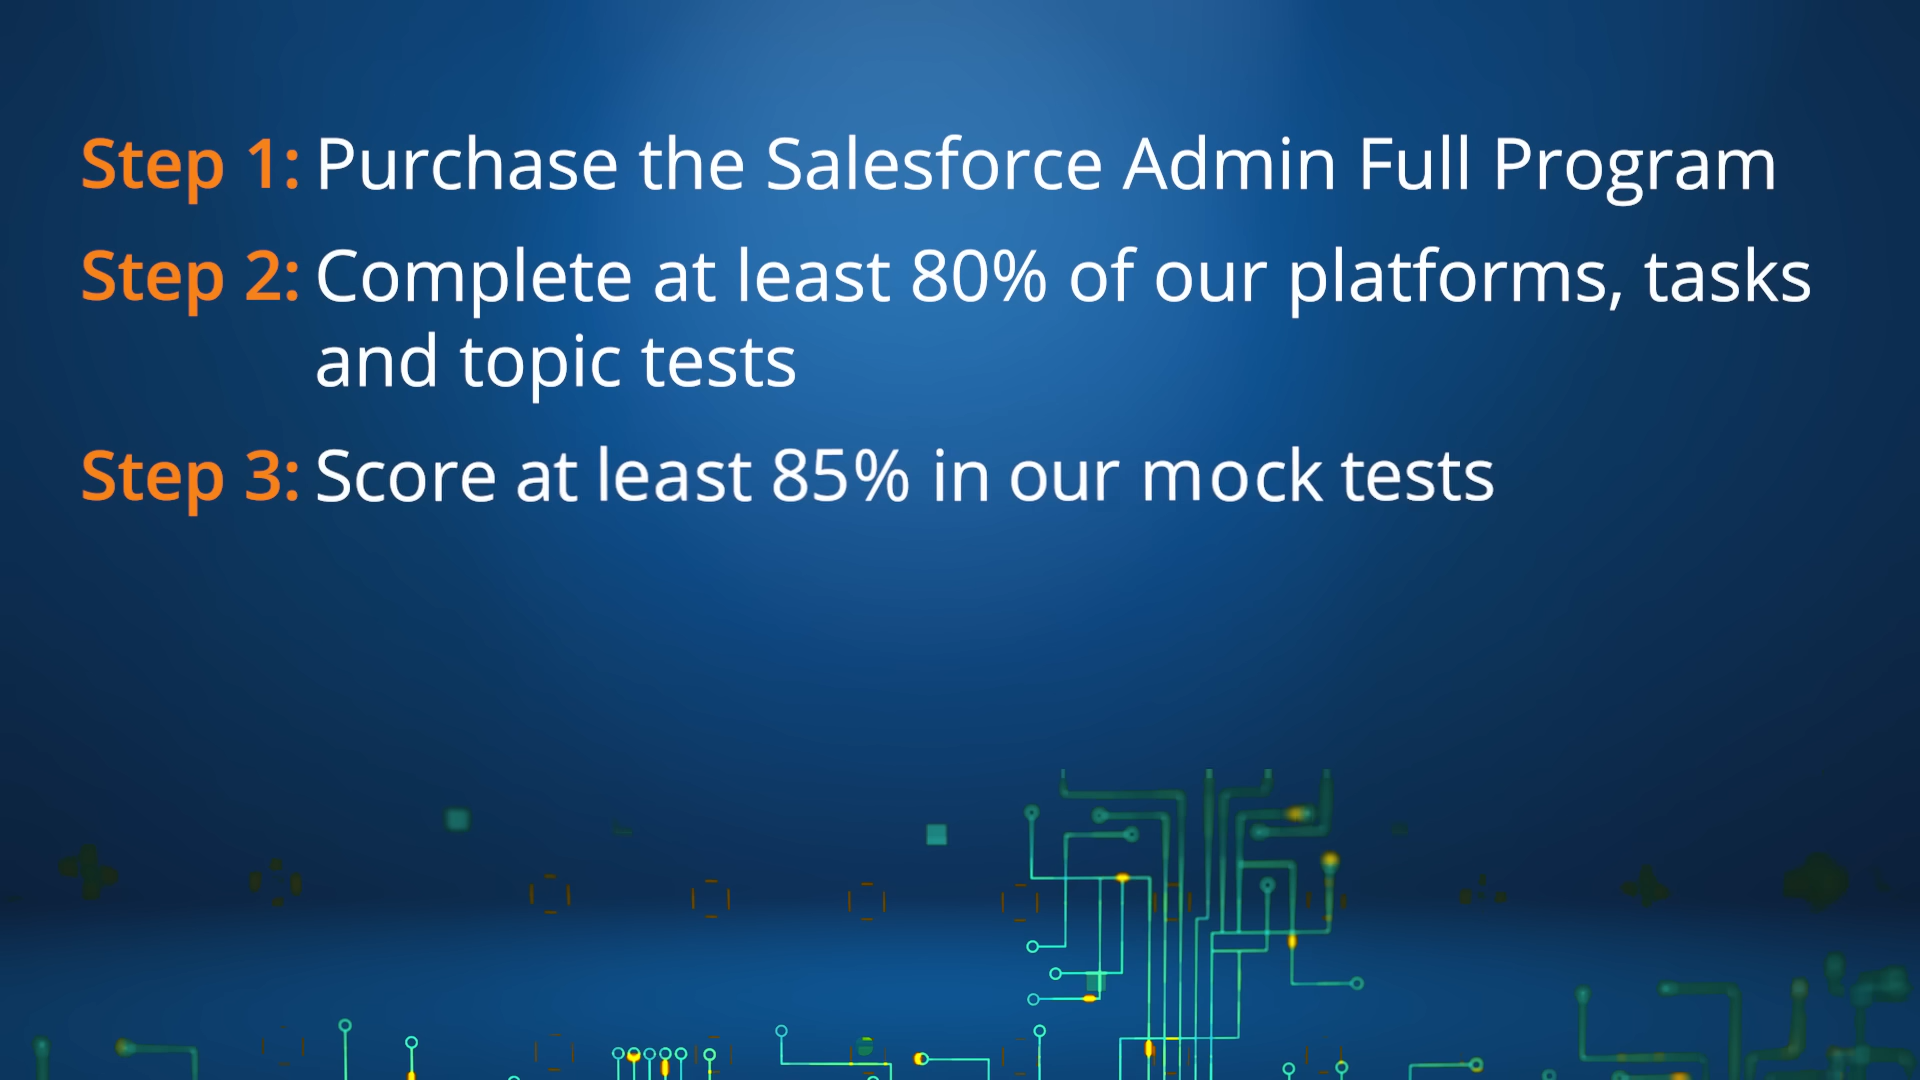 Step 1: Purchase the Salesforce Admin Full Program
Step 2: Complete at least 80% of our platforms, tasks
and topic tests
Step 3: Score at least 85% in our mock tests